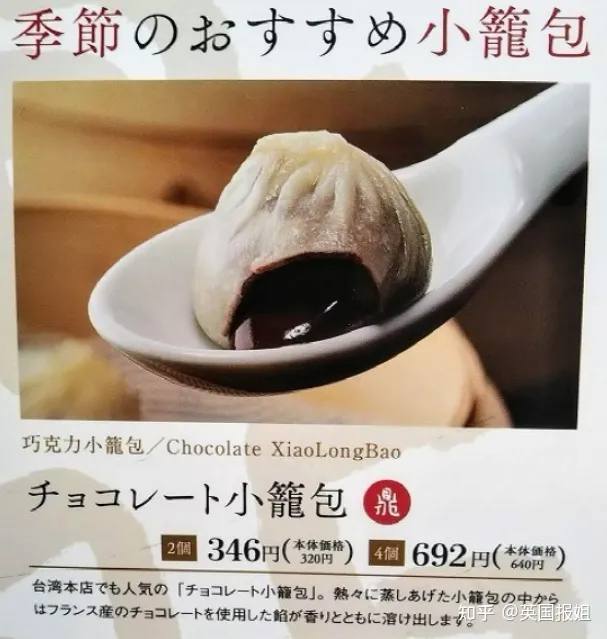 季節のおすすめ小籠包
巧克力小籠包／Chocolate XiaoLongBao
チョコレート小籠包 鼎
2個 346円(本体価格320円) 4個 692円(本体価格640円)
台湾本店でも人気の「チョコレート小籠包」。熱々に蒸しあげた小籠包の中から
はフランス産のチョコレートを使用した餡が香りとともに溶け出します。
知乎 @英国报姐